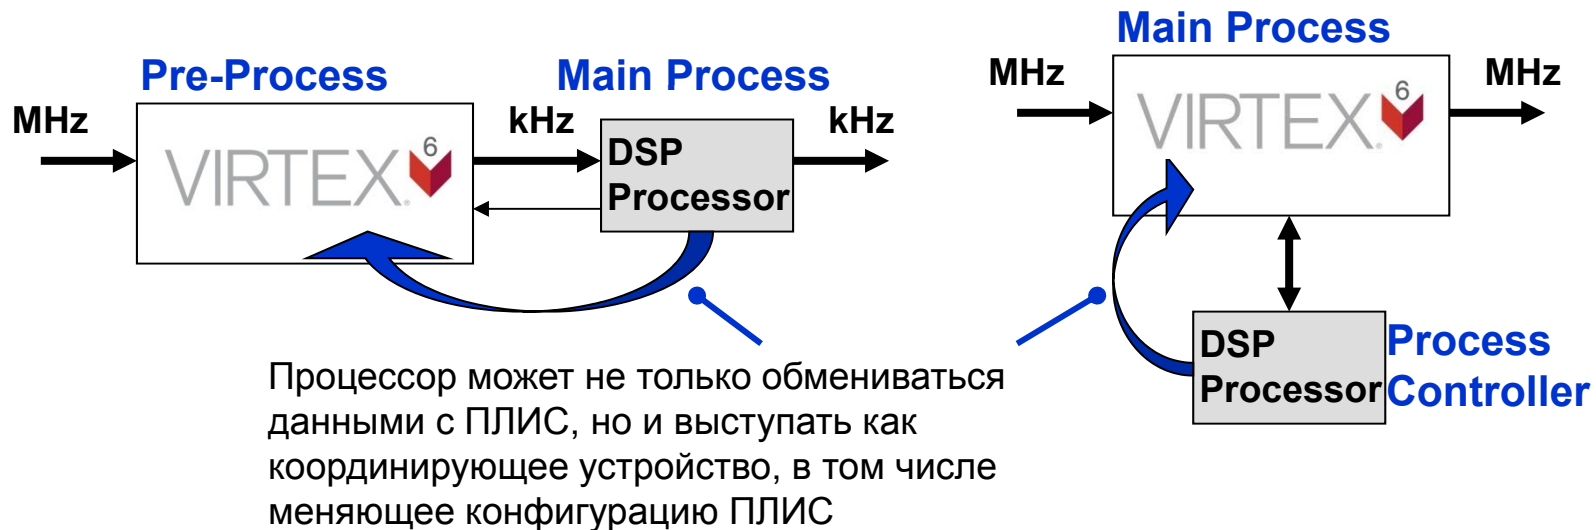 Pre-Process
Main Process
MHz
kHz
kHz
VIRTEX 6
DSP
Processor
Main Process
MHz
MHz
VIRTEX 6
DSP
Processor
Process
Controller
Процессор может не только обмениваться
данными с ПЛИС, но и выступать как
координирующее устройство, в том числе
меняющее конфигурацию ПЛИС